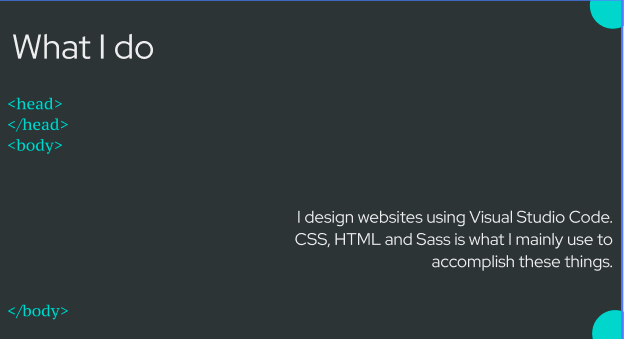 What I do
<head>
</head>
<body>
I design websites using Visual Studio Code.
CSS, HTML and Sass is what I mainly use to
accomplish these things.
</body>